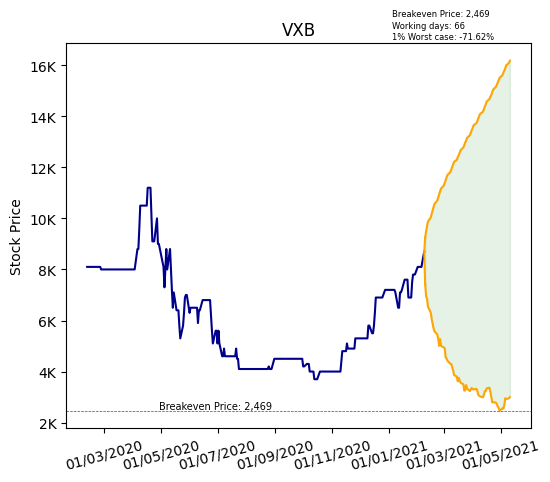 Breakeven Price: 2,469
Working days: 66
1% Worst case: -71.62%
VXB
Stock Price
16K
14K
12K
10K
8K
6K
4K
2K
Breakeven Price: 2,469
01/03/2020
01/05/2020
01/07/2020
01/09/2020
01/11/2020
01/01/2021
01/03/2021
01/05/2021